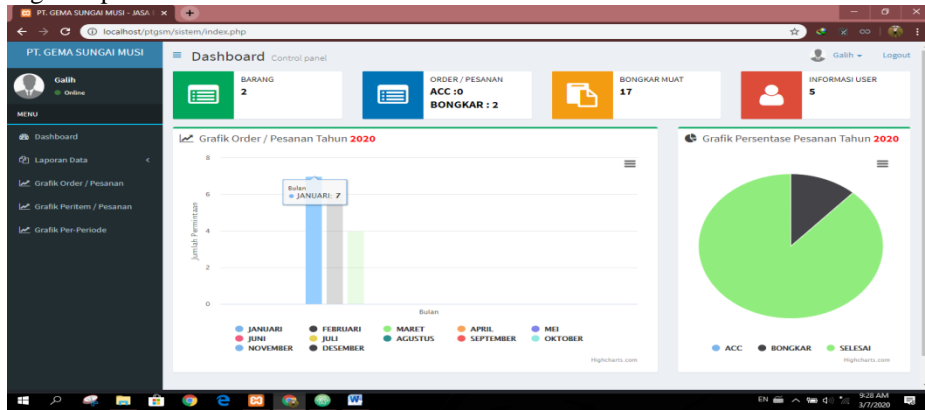 PT. GEMA SUNGAI MUSI - JASA
localhost/ptgsm/sistem/index.php
PT. GEMA SUNGAI MUSI
Dashboard Control panel
Galih
Logout
Galih
Online
MENU
Dashboard
Laporan Data
Grafik Order / Pesanan
Grafik Peritem / Pesanan
Grafik Per-Periode
BARANG
2
ORDER / PESANAN
ACC :0
BONGKAR : 2
BONGKAR MUAT
17
INFORMASI USER
5
Grafik Order / Pesanan Tahun 2020
8
6
4
2
0
Jumlah Permintaan
Bulan
JANUARI: 7
Bulan
JANUARI FEBRUARI MARET APRIL MEI
JUNI JULI AGUSTUS SEPTEMBER OKTOBER
NOVEMBER DESEMBER
Highcharts.com
Grafik Persentase Pesanan Tahun 2020
ACC BONGKAR SELESAI
Highcharts.com
EN
9:28 AM
3/7/2020